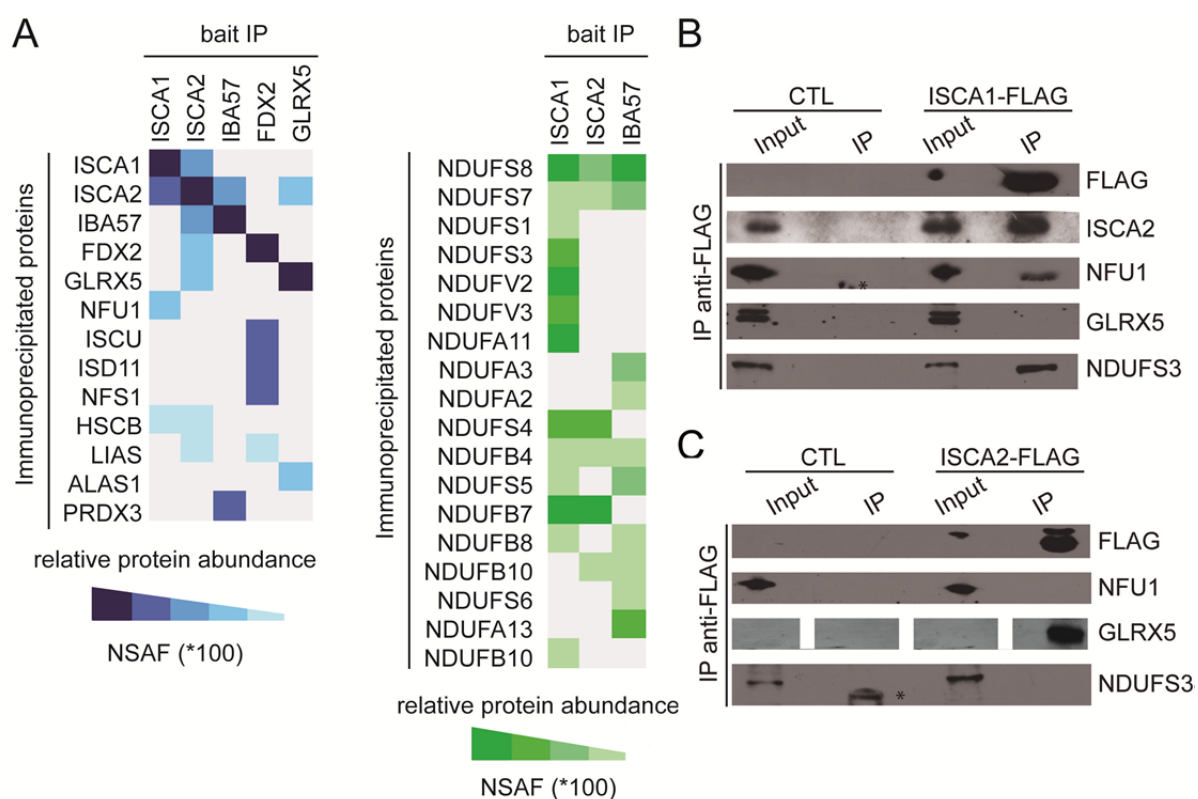 A
bait IP
ISCA1
ISCA2
IBA57
FDX2
GLRX5
Immunoprecipitated proteins
ISCA1
ISCA2
IBA57
FDX2
GLRX5
NFU1
ISCU
ISD11
NFS1
HSCB
LIAS
ALAS1
PRDX3
relative protein abundance
NSAF (*100)
bait IP
ISCA1
ISCA2
IBA57
Immunoprecipitated proteins
NDUFS8
NDUFS7
NDUFS1
NDUFS3
NDUFV2
NDUFV3
NDUFA11
NDUFA3
NDUFA2
NDUFS4
NDUFB4
NDUFS5
NDUFB7
NDUFB8
NDUFB10
NDUFS6
NDUFA13
NDUFB10
relative protein abundance
NSAF (*100)
B
CTL ISCA1-FLAG
Input IP Input IP
IP anti-FLAG
FLAG
ISCA2
* NFU1
GLRX5
NDUFS3
C
CTL ISCA2-FLAG
Input IP Input IP
IP anti-FLAG
FLAG
NFU1
GLRX5
* NDUFS3